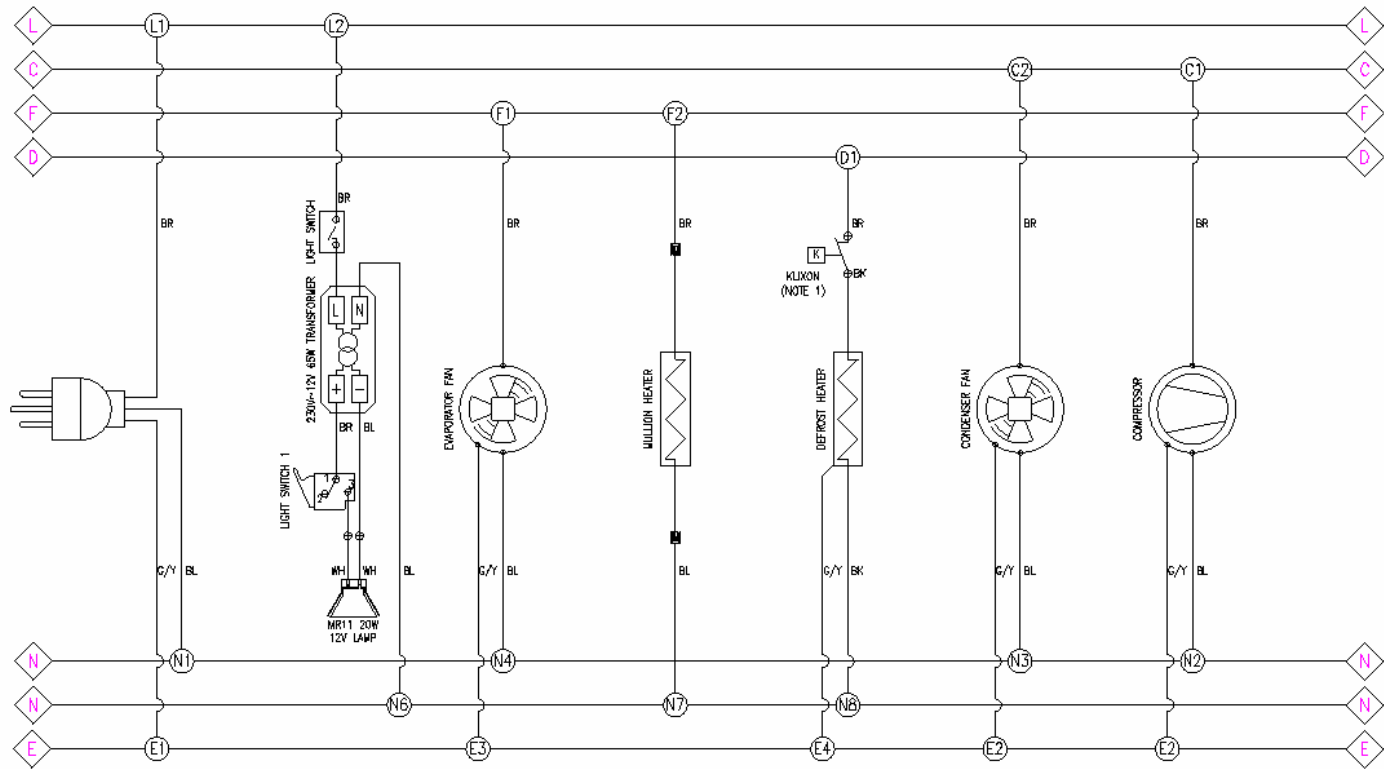 L L1 L2 L
C C2 C1 C
F F1 F2 F
D D1 D
BR
BR
BR
BR
BR
BR
BR
LIGHT SWITCH
K
KLIXON
(NOTE 1)
BK
230V~12V 65W TRANSFORMER
L N
+ -
BR BL
EVAPORATOR FAN
MULLION HEATER
DEFROST HEATER
CONDENSER FAN
COMPRESSOR
LIGHT SWITCH 1
1
2
3
G/Y BL
WH WH
BL
G/Y BL
BL
G/Y BK
G/Y BL
G/Y BL
MR11 20W
12V LAMP
N N1 N4 N3 N2 N
N N6 N7 N8 N
E E1 E3 E4 E2 E2 E